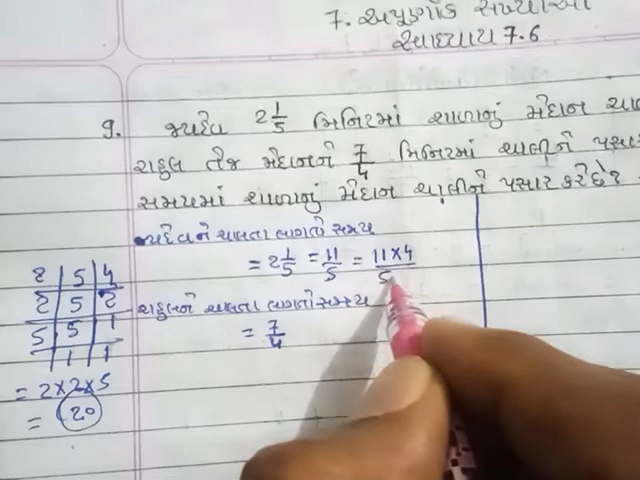 7. અપૂર્ણાંક સંખ્યાઓ
સ્વાધ્યાય 7.6
9. જયદેવ 2 1/5 મિનિટમાં શાળાનું મેદાન
રાહુલ તેજ મેદાનને 7/4 મિનિટમાં ચાલીને
સમયમાં શાળાનું મેદાન ચાલીને પસાર કરે છે?
જયદેવને ચાલતા લાગતો સમય
= 2 1/5 = 11/5 = 11×4/5
રાહુલને ચાલતા લાગતો સમય
= 7/4
2 | 5 | 4
2 | 5 | 2
5 | 5 | 1
1 | 1
= 2×2×5
= 20